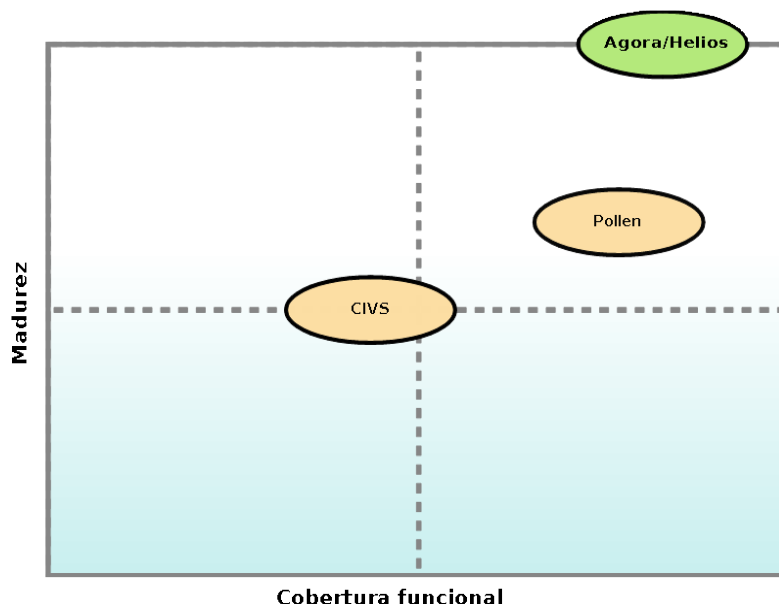 Agora/Helios
Pollen
CIVS
Madurez
Cobertura funcional